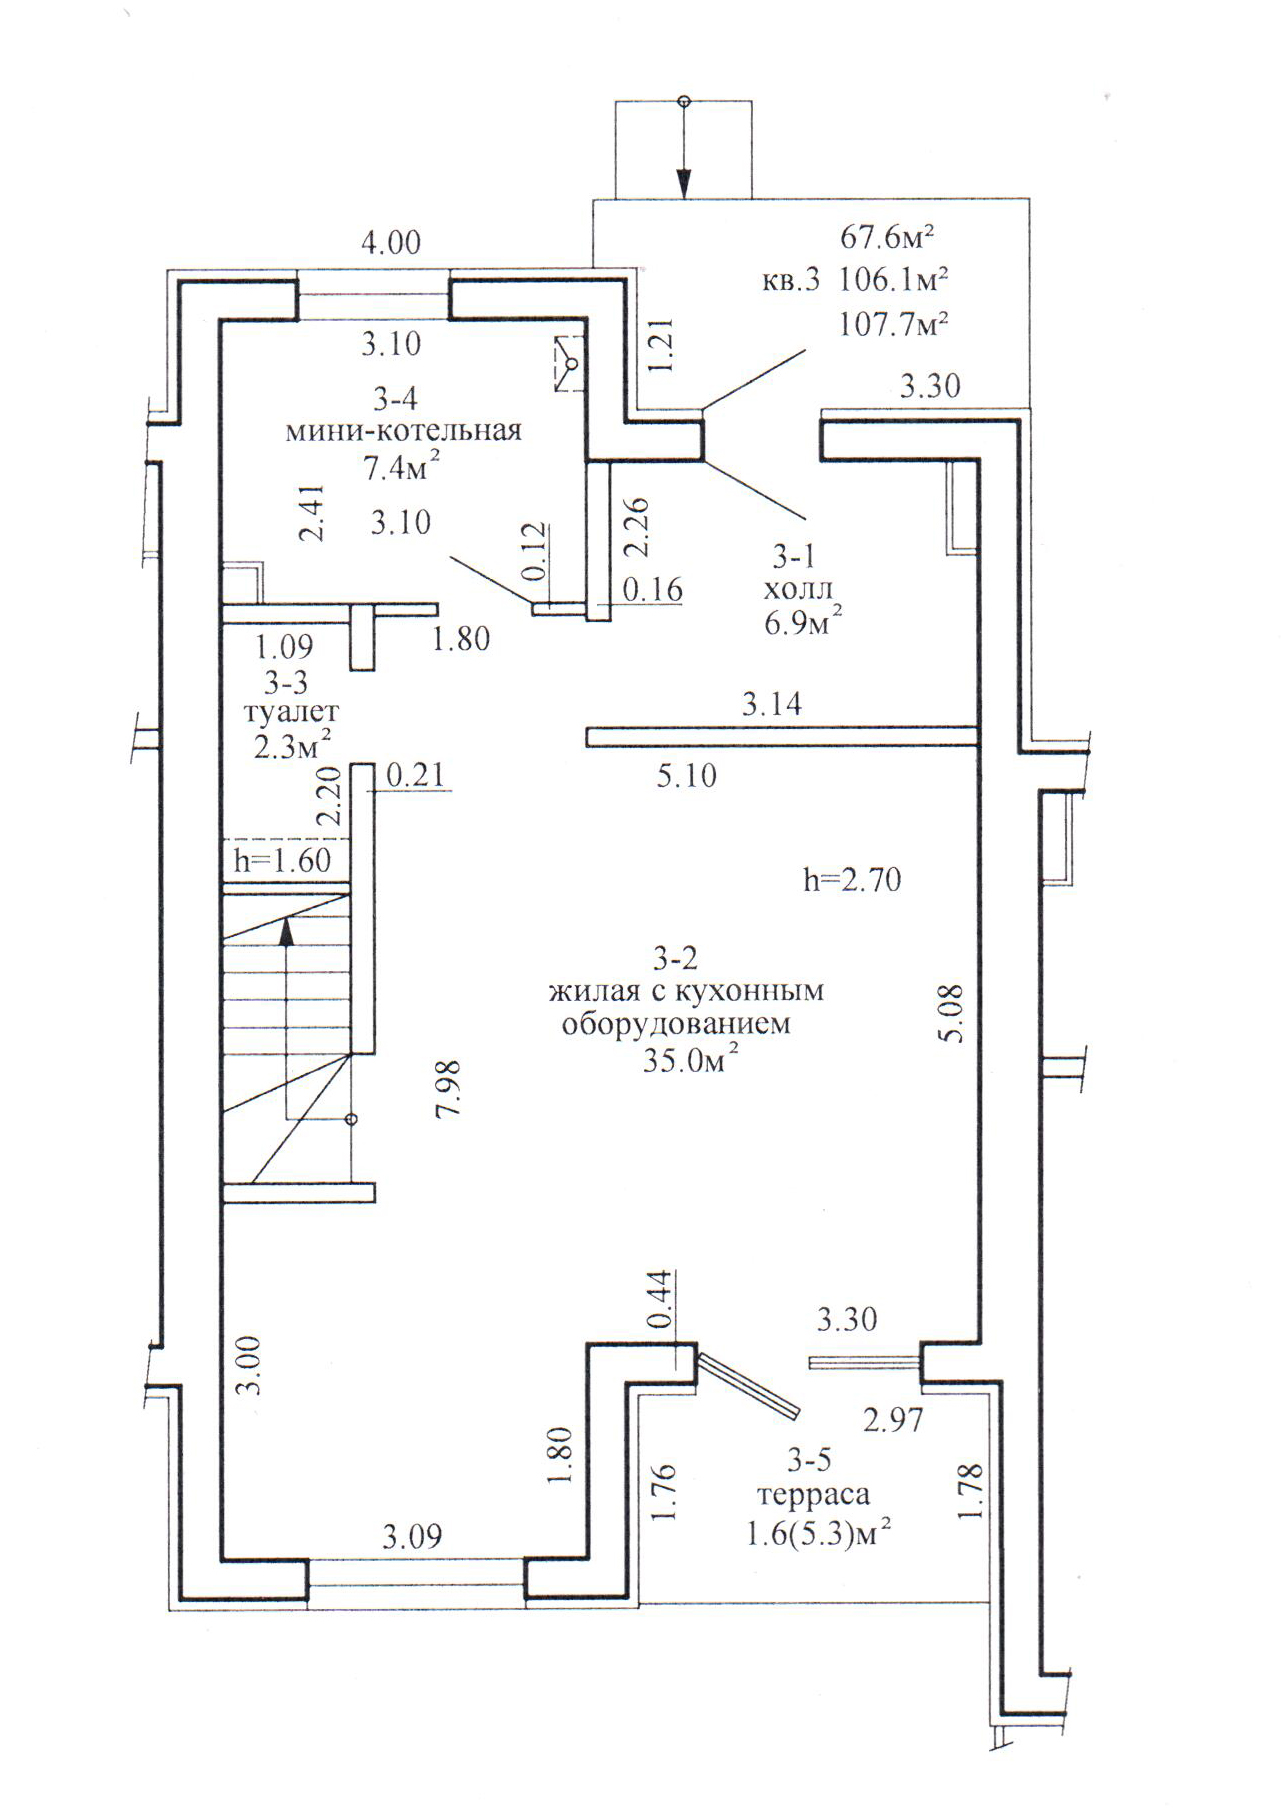 67.6м²
4.00
кв.3 106.1м²
107.7м²
3.10
1.21
3.30
3-4
мини-котельная
7.4м²
2.41
3.10
0.12
2.26
3-1
холл
6.9м²
0.16
1.09
1.80
3-3
туалет
2.3м²
3.14
2.20
0.21
5.10
h=1.60
h=2.70
3-2
жилая с кухонным
оборудованием
35.0м²
5.08
7.98
0.44
3.30
3.00
2.97
1.80
3-5
терраса
1.6(5.3)м²
1.76
1.78
3.09